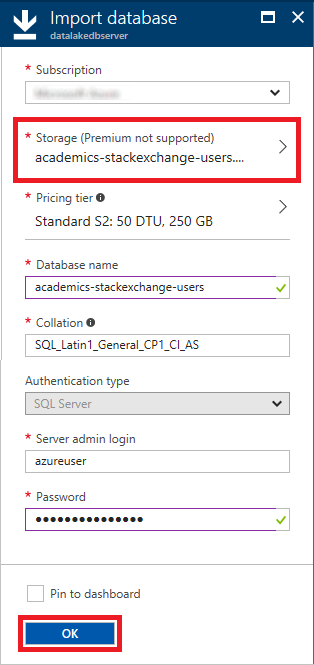 Import database
datalakedbserver
* Subscription
* Storage (Premium not supported)
academics-stackexchange-users....
* Pricing tier
Standard S2: 50 DTU, 250 GB
* Database name
academics-stackexchange-users
* Collation
SQL_Latin1_General_CP1_CI_AS
Authentication type
SQL Server
* Server admin login
azureuser
* Password
•••••••••••••••
Pin to dashboard
OK